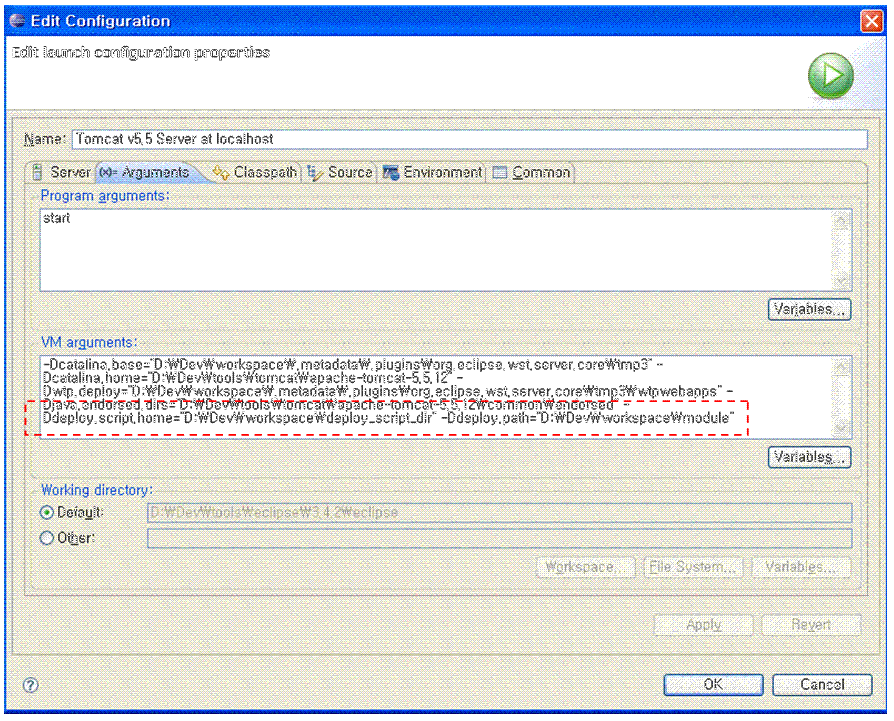 Edit Configuration
Edit launch configuration properties
Name: Tomcat v5.5 Server at localhost
Server (x)= Arguments Classpath Source Environment Common
Program arguments:
start
Variables...
VM arguments:
-Dcatalina.base="D:₩Dev₩workspace₩.metadata₩.plugins₩org.eclipse.wst.server.core₩tmp3" -
Dcatalina.home="D:₩Dev₩tools₩tomcat₩apache-tomcat-5.5.12" -
Dwtp.deploy="D:₩Dev₩workspace₩.metadata₩.plugins₩org.eclipse.wst.server.core₩tmp3₩wtpwebapps" -
Djava.endorsed.dirs="D:₩Dev₩tools₩tomcat₩apache-tomcat-5.5.12₩common₩endorsed" -
Ddeploy.script.home="D:₩Dev₩workspace₩deploy_script_dir" -Ddeploy.path="D:₩Dev₩workspace₩module"
Variables...
Working directory:
Default: D:₩Dev₩tools₩eclipse₩3.4.2₩eclipse
Other:
Workspace... File System... Variables...
Apply Revert
OK Cancel